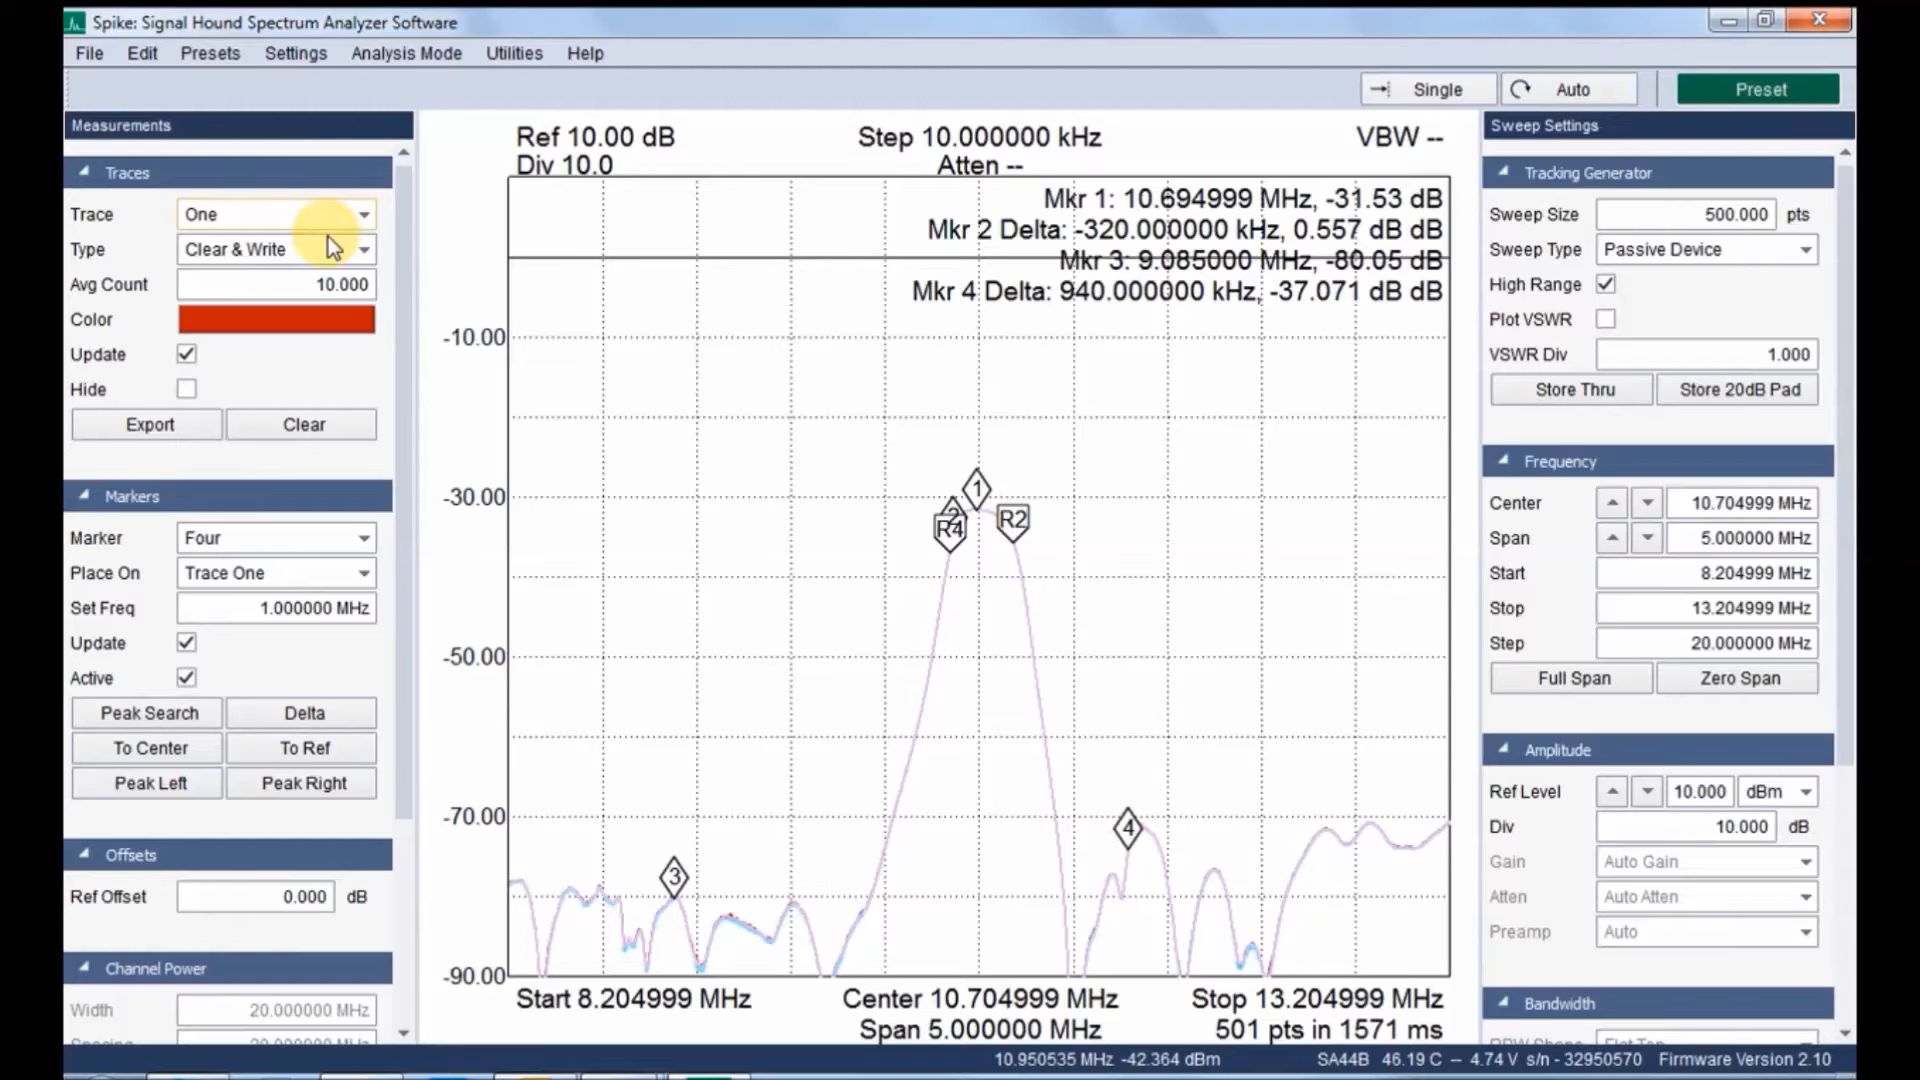 Spike: Signal Hound Spectrum Analyzer Software
File Edit Presets Settings Analysis Mode Utilities Help
Single Auto Preset
Measurements
Traces
Trace One
Type Clear & Write
Avg Count 10.000
Color
Update
Hide
Export Clear
Markers
Marker Four
Place On Trace One
Set Freq 1.000000 MHz
Update
Active
Peak Search Delta
To Center To Ref
Peak Left Peak Right
Offsets
Ref Offset 0.000 dB
Channel Power
Width 20.000000 MHz
Ref 10.00 dB Step 10.000000 kHz VBW --
Div 10.0 Atten --
Mkr 1: 10.694999 MHz, -31.53 dB
Mkr 2 Delta: -320.000000 kHz, 0.557 dB dB
Mkr 3: 9.085000 MHz, -80.05 dB
Mkr 4 Delta: 940.000000 kHz, -37.071 dB dB
-10.00
-30.00
-50.00
-70.00
-90.00
1
2
R4
R2
3
4
Start 8.204999 MHz Center 10.704999 MHz Stop 13.204999 MHz
Span 5.000000 MHz 501 pts in 1571 ms
Sweep Settings
Tracking Generator
Sweep Size 500.000 pts
Sweep Type Passive Device
High Range
Plot VSWR
VSWR Div 1.000
Store Thru Store 20dB Pad
Frequency
Center 10.704999 MHz
Span 5.000000 MHz
Start 8.204999 MHz
Stop 13.204999 MHz
Step 20.000000 MHz
Full Span Zero Span
Amplitude
Ref Level 10.000 dBm
Div 10.000 dB
Gain Auto Gain
Atten Auto Atten
Preamp Auto
Bandwidth
10.950535 MHz -42.364 dBm SA44B 46.19 C -- 4.74 V s/n - 32950570 Firmware Version 2.10